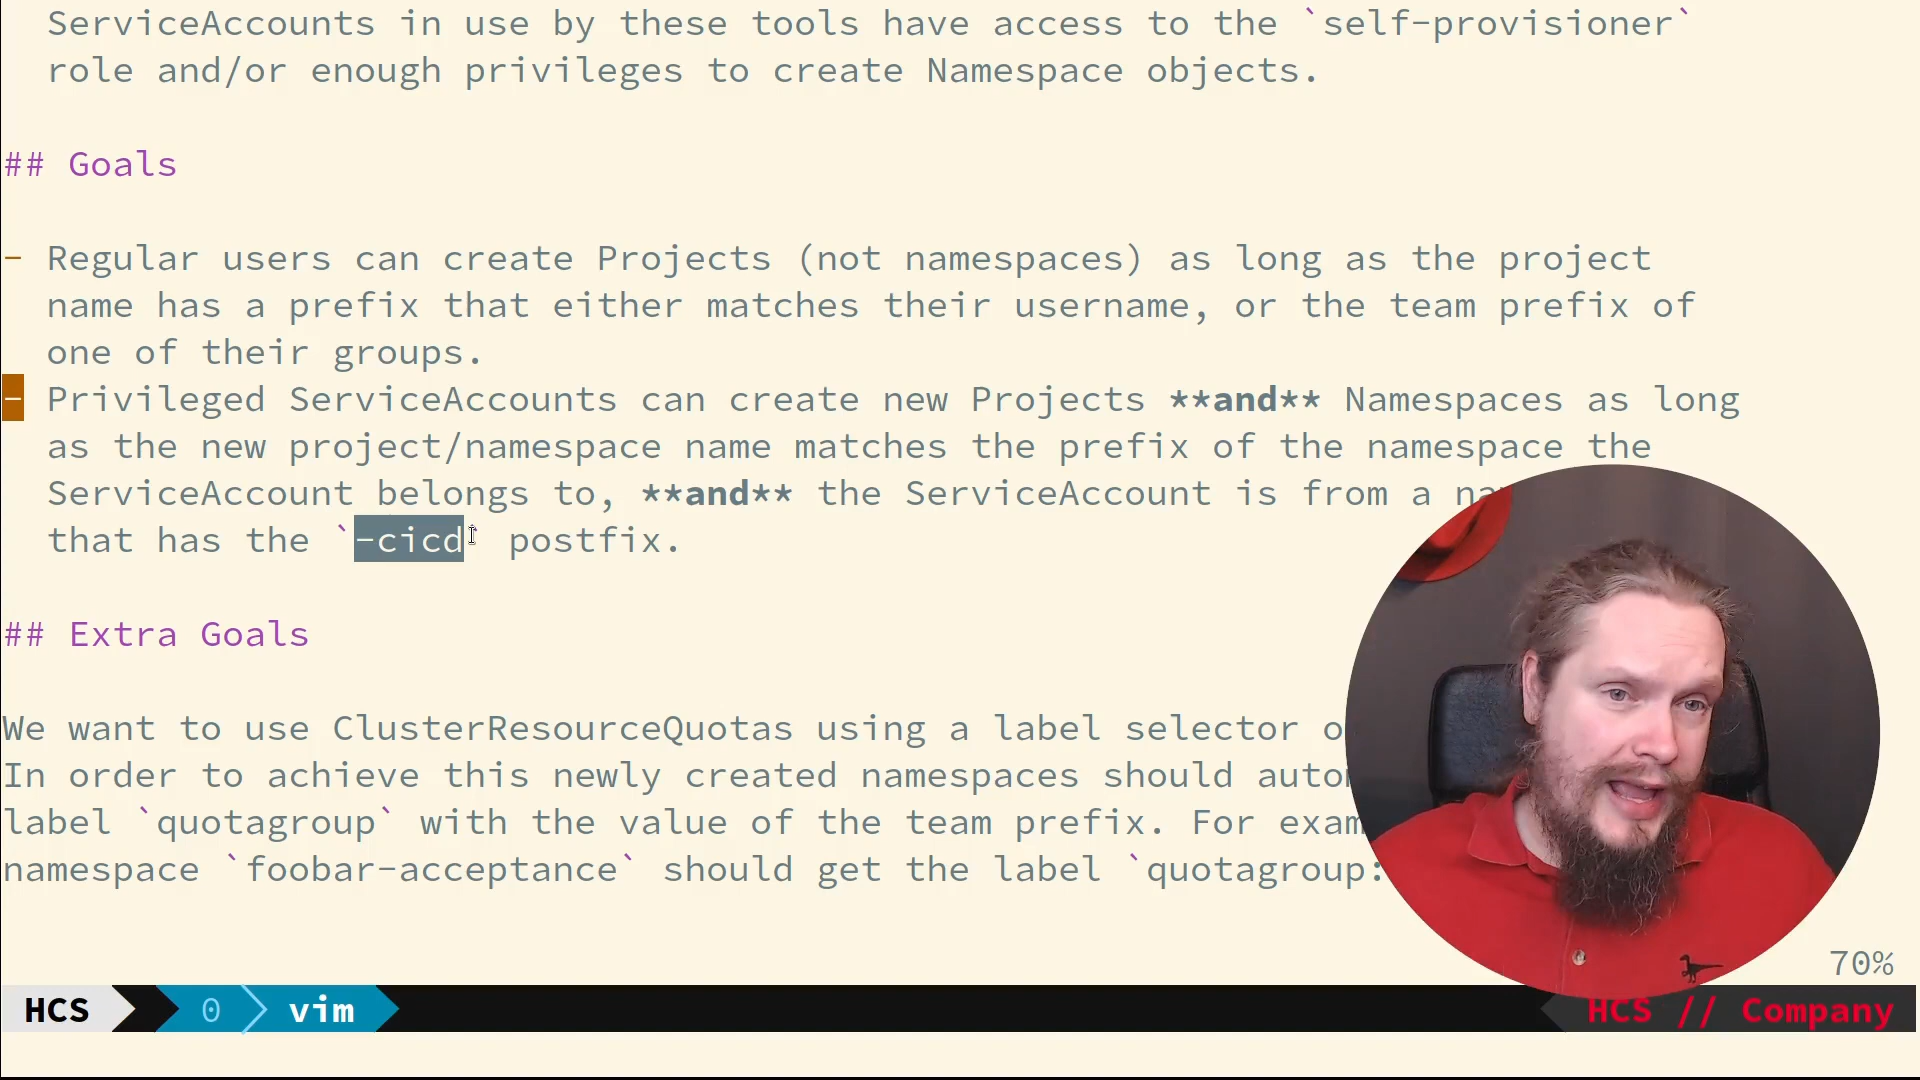 ServiceAccounts in use by these tools have access to the `self-provisioner`
role and/or enough privileges to create Namespace objects.
## Goals
- Regular users can create Projects (not namespaces) as long as the project
name has a prefix that either matches their username, or the team prefix of
one of their groups.
- Privileged ServiceAccounts can create new Projects **and** Namespaces as long
as the new project/namespace name matches the prefix of the namespace the
ServiceAccount belongs to, **and** the ServiceAccount is from a
that has the `-cicd` postfix.
## Extra Goals
We want to use ClusterResourceQuotas using a label selector
In order to achieve this newly created namespaces should
label `quotagroup` with the value of the team prefix. For
namespace `foobar-acceptance` should get the label `quotagroup:
70%
HCS 0 vim HCS // Company